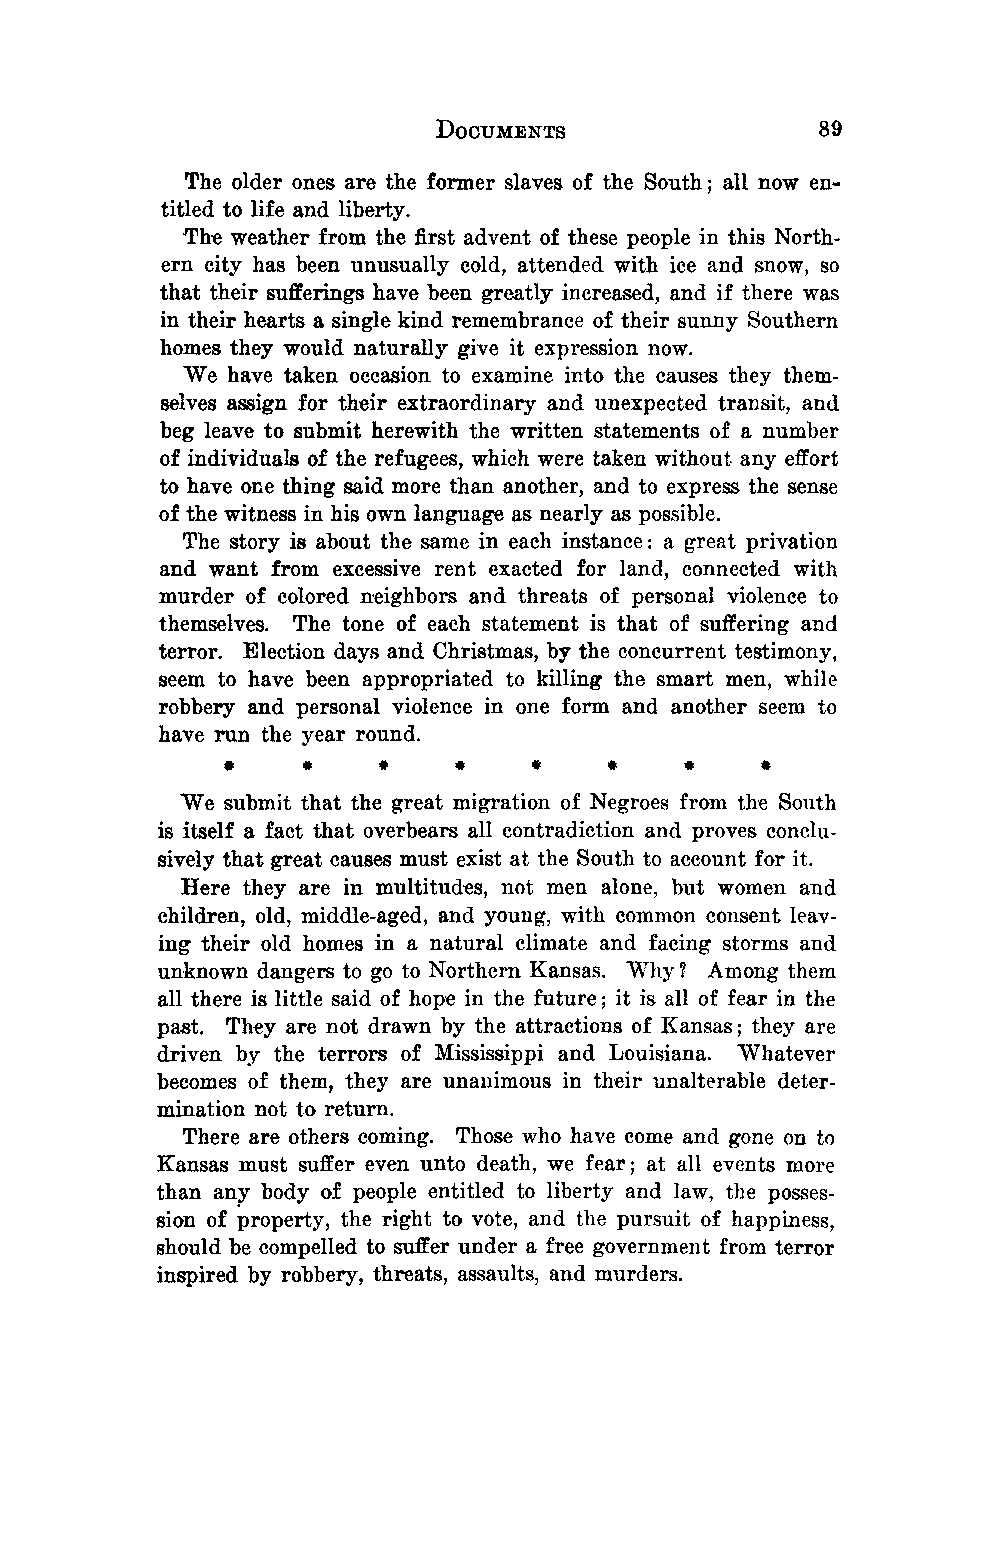 DOCUMENTS 89
The older ones are the former slaves of the South; all now en-
titled to life and liberty.
The weather from the first advent of these people in this North-
ern city has been unusually cold, attended with ice and snow, so
that their sufferings have been greatly increased, and if there was
in their hearts a single kind remembrance of their sunny Southern
homes they would naturally give it expression now.
We have taken occasion to examine into the causes they them-
selves assign for their extraordinary and unexpected transit, and
beg leave to submit herewith the written statements of a number
of individuals of the refugees, which were taken without any effort
to have one thing said more than another, and to express the sense
of the witness in his own language as nearly as possible.
The story is about the same in each instance: a great privation
and want from excessive rent exacted for land, connected with
murder of colored neighbors and threats of personal violence to
themselves. The tone of each statement is that of suffering and
terror. Election days and Christmas, by the concurrent testimony,
seem to have been appropriated to killing the smart men, while
robbery and personal violence in one form and another seem to
have run the year round.
* * * * * * * *
We submit that the great migration of Negroes from the South
is itself a fact that overbears all contradiction and proves conclu-
sively that great causes must exist at the South to account for it.
Here they are in multitudes, not men alone, but women and
children, old, middle-aged, and young, with common consent leav-
ing their old homes in a natural climate and facing storms and
unknown dangers to go to Northern Kansas. Why? Among them
all there is little said of hope in the future; it is all of fear in the
past. They are not drawn by the attractions of Kansas; they are
driven by the terrors of Mississippi and Louisiana. Whatever
becomes of them, they are unanimous in their unalterable deter-
mination not to return.
There are others coming. Those who have come and gone on to
Kansas must suffer even unto death, we fear; at all events more
than any body of people entitled to liberty and law, the posses-
sion of property, the right to vote, and the pursuit of happiness,
should be compelled to suffer under a free government from terror
inspired by robbery, threats, assaults, and murders.